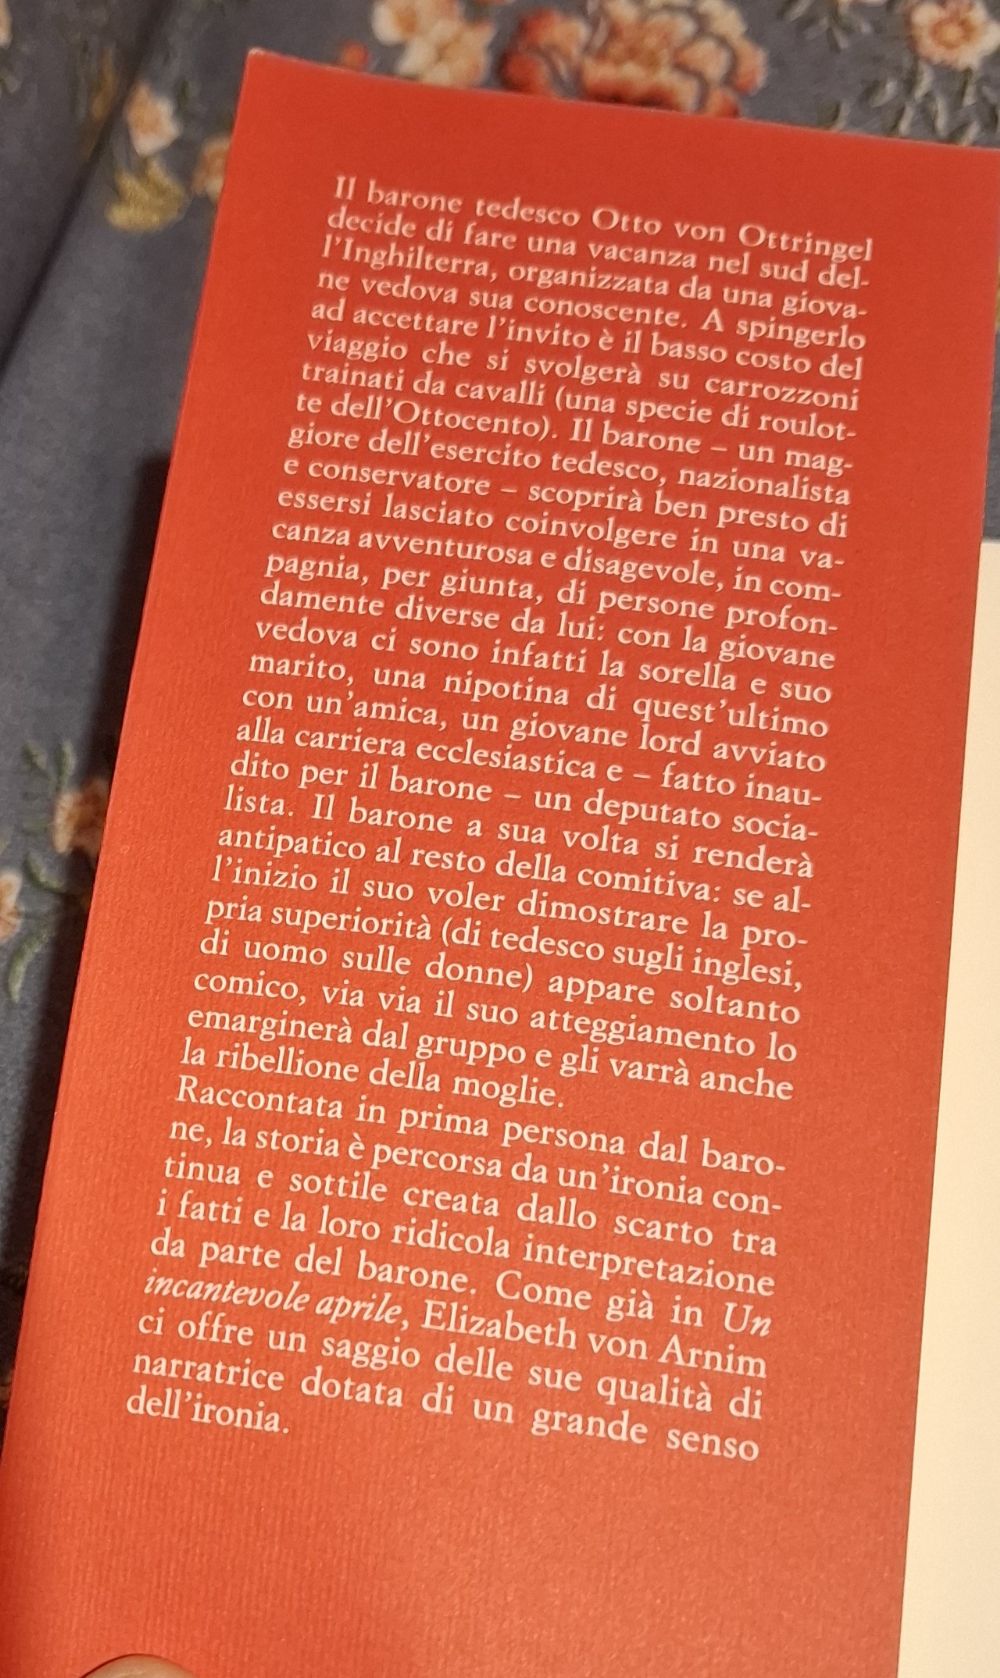 Il barone tedesco Otto von Ottringel
decide di fare una vacanza nel sud del-
l'Inghilterra, organizzata da una giova-
ne vedova sua conoscente. A spingerlo
ad accettare l'invito è il basso costo del
viaggio che si svolgerà su carrozzoni
trainati da cavalli (una specie di roulot-
te dell'Ottocento). Il barone – un mag-
giore dell'esercito tedesco, nazionalista
e conservatore – scoprirà ben presto di
essersi lasciato coinvolgere in una va-
canza avventurosa e disagevole, in com-
pagnia, per giunta, di persone profon-
damente diverse da lui: con la giovane
vedova ci sono infatti la sorella e suo
marito, una nipotina di quest'ultimo
con un'amica, un giovane lord avviato
alla carriera ecclesiastica e – fatto inau-
dito per il barone – un deputato socia-
lista. Il barone a sua volta si renderà
antipatico al resto della comitiva: se al-
l'inizio il suo voler dimostrare la pro-
pria superiorità (di tedesco sugli inglesi,
di uomo sulle donne) appare soltanto
comico, via via il suo atteggiamento lo
emarginerà dal gruppo e gli varrà anche
la ribellione della moglie.
Raccontata in prima persona dal baro-
ne, la storia è percorsa da un'ironia con-
tinua e sottile creata dallo scarto tra
i fatti e la loro ridicola interpretazione
da parte del barone. Come già in Un
incantevole aprile, Elizabeth von Arnim
ci offre un saggio delle sue qualità di
narratrice dotata di un grande senso
dell'ironia.